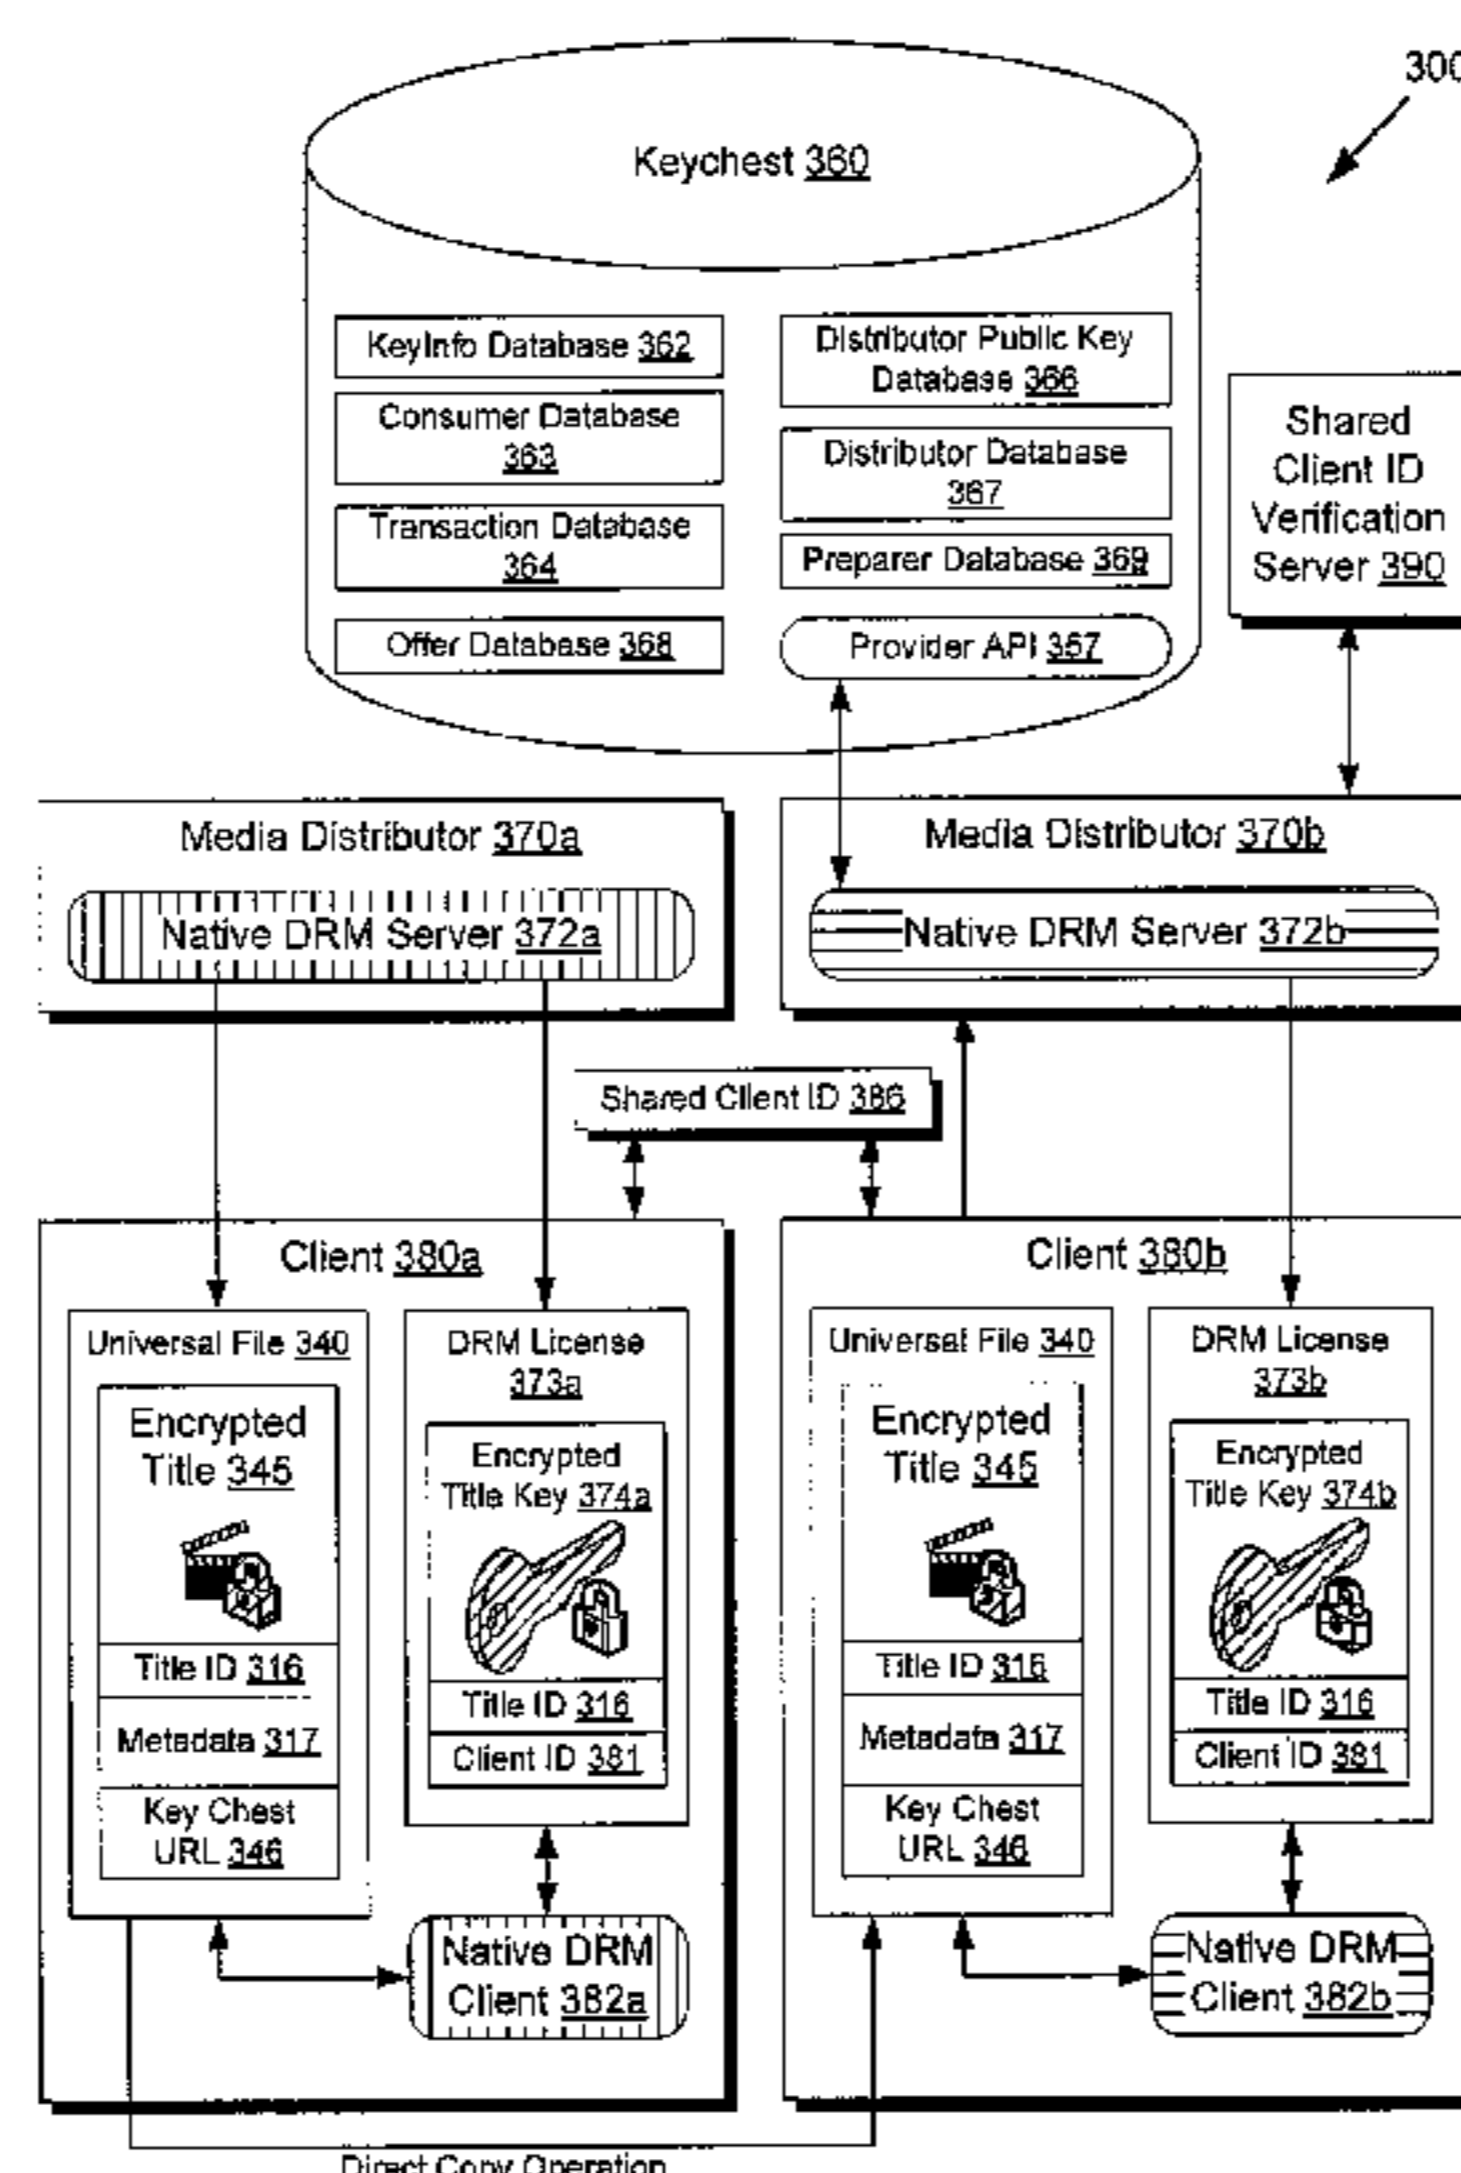 300
Keychest 360
KeyInfo Database 362
Consumer Database
363
Transaction Database
364
Offer Database 368
Distributor Public Key
Database 366
Distributor Database
367
Preparer Database 369
Provider API 357
Shared
Client ID
Verification
Server 390
Media Distributor 370a
Native DRM Server 372a
Media Distributor 370b
Native DRM Server 372b
Shared Client ID 386
Client 380a
Universal File 340
Encrypted
Title 345
Title ID 316
Metadata 317
Key Chest
URL 346
DRM License
373a
Encrypted
Title Key 374a
Title ID 316
Client ID 381
Native DRM
Client 382a
Client 380b
Universal File 340
Encrypted
Title 345
Title ID 316
Metadata 317
Key Chest
URL 346
DRM License
373b
Encrypted
Title Key 374b
Title ID 316
Client ID 381
Native DRM
Client 382b
Direct Copy Operation